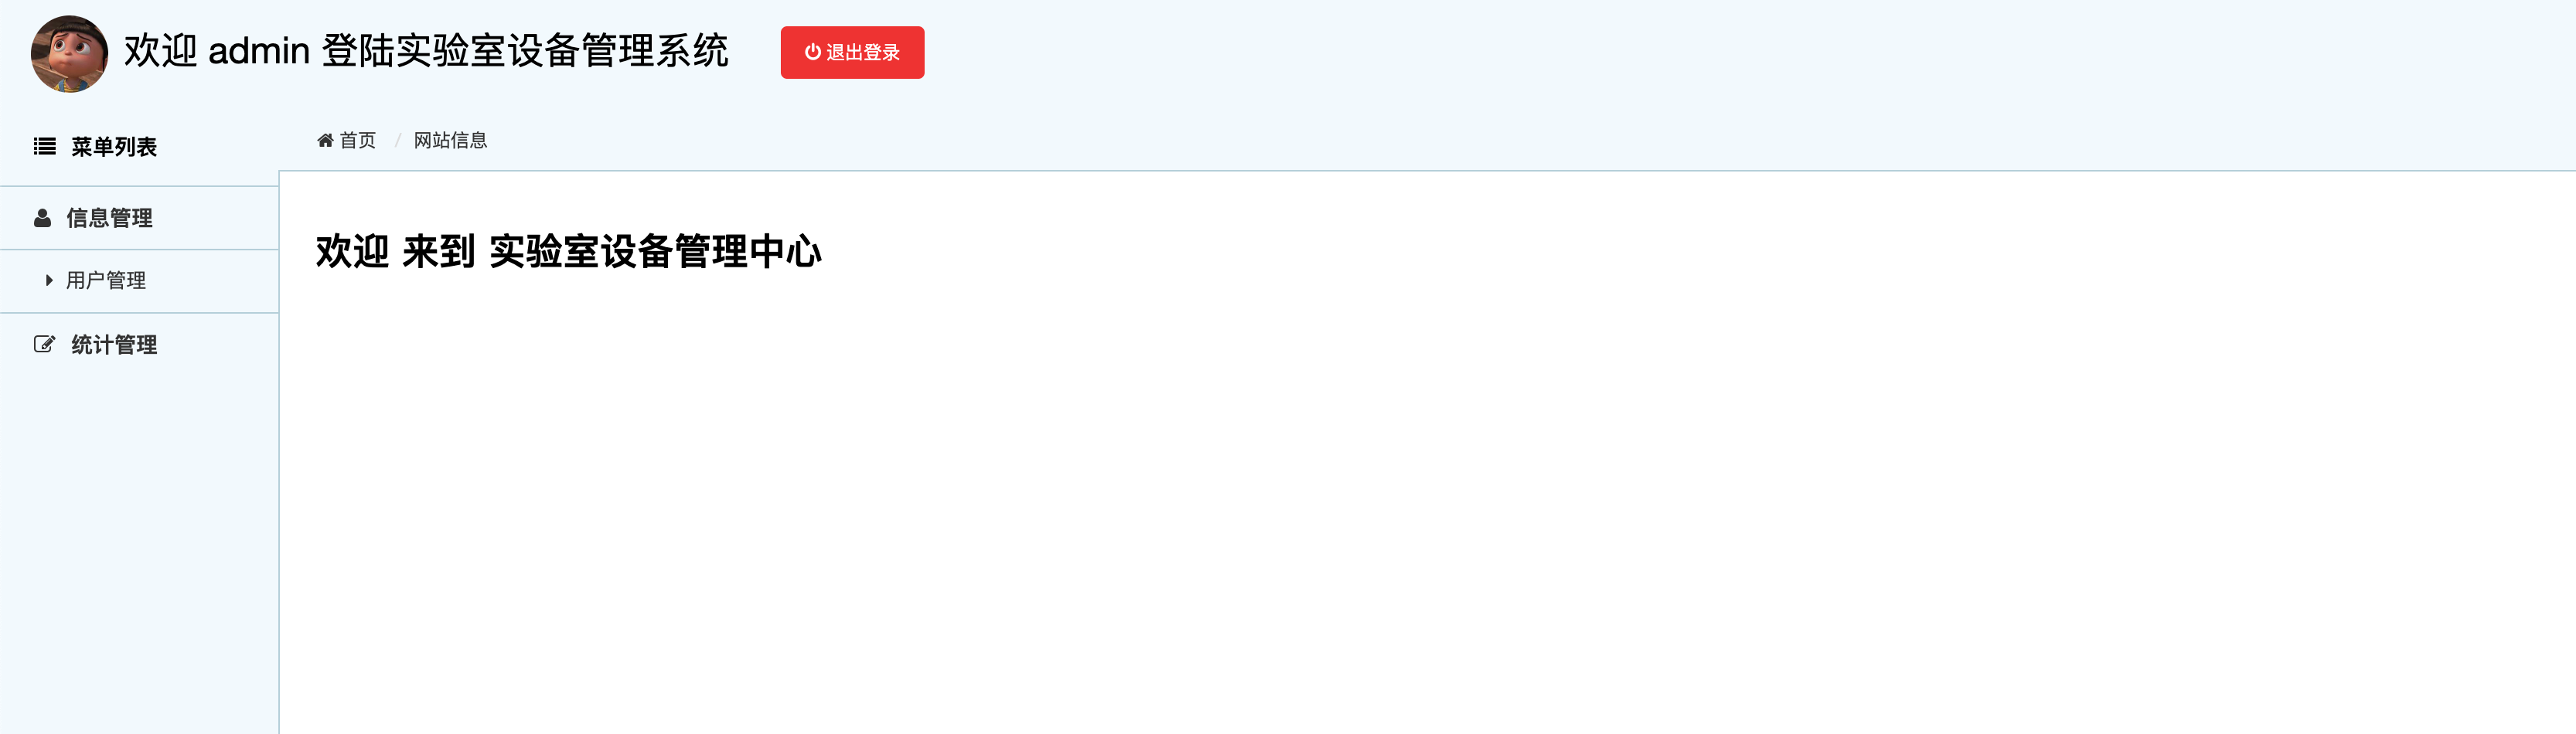 欢迎 admin 登陆实验室设备管理系统
退出登录
菜单列表
首页 / 网站信息
信息管理
用户管理
统计管理
欢迎 来到 实验室设备管理中心